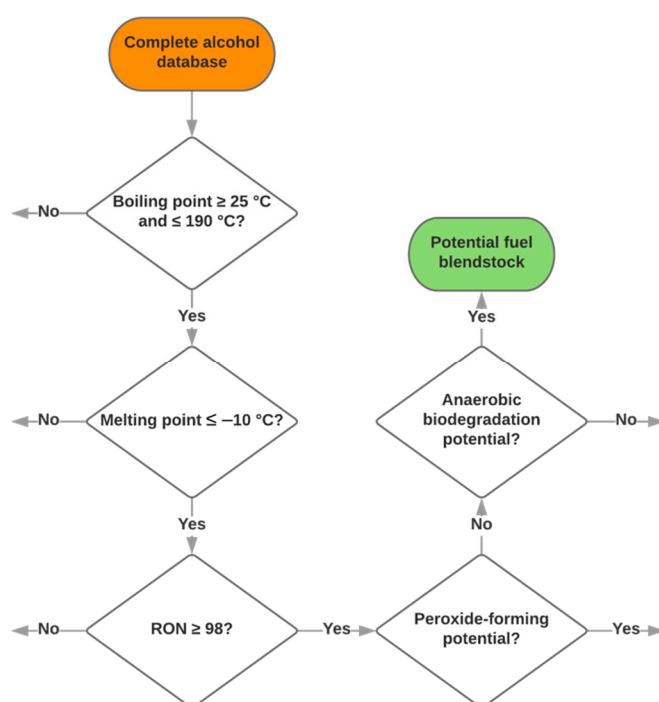 Complete alcohol
database
Boiling point ≥ 25 °C
and ≤ 190 °C?
No
Yes
Melting point ≤ −10 °C?
No
Yes
RON ≥ 98?
No
Yes
Peroxide-forming
potential?
Yes
No
Anaerobic
biodegradation
potential?
No
Yes
Potential fuel
blendstock